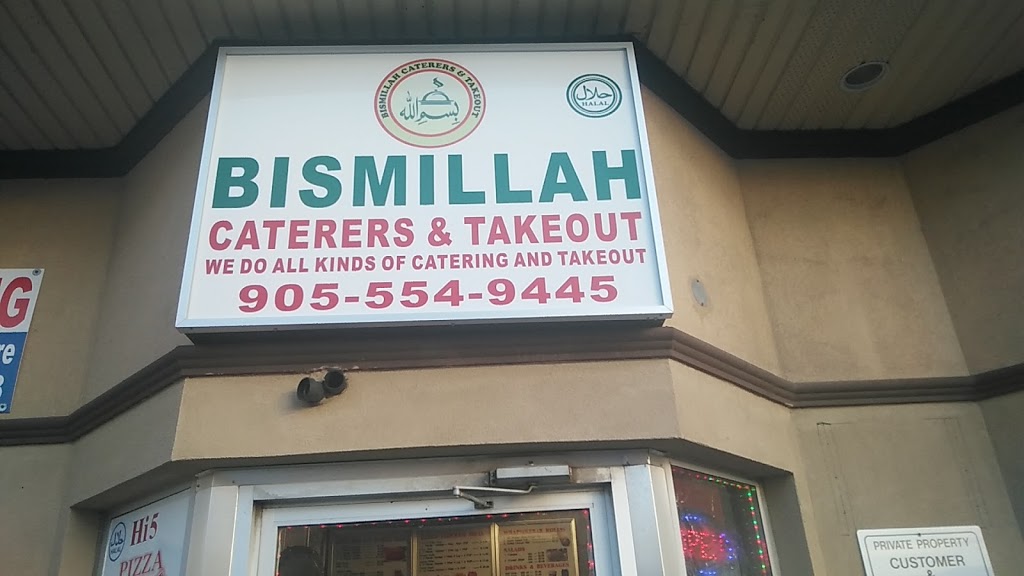 BISMILLAH CATERERS & TAKEOUT
بسم الله
حلال
HALAL
BISMILLAH
CATERERS & TAKEOUT
WE DO ALL KINDS OF CATERING AND TAKEOUT
905-554-9445
G
re
Hi5
PIZZA
PRIVATE PROPERTY
CUSTOMER
&